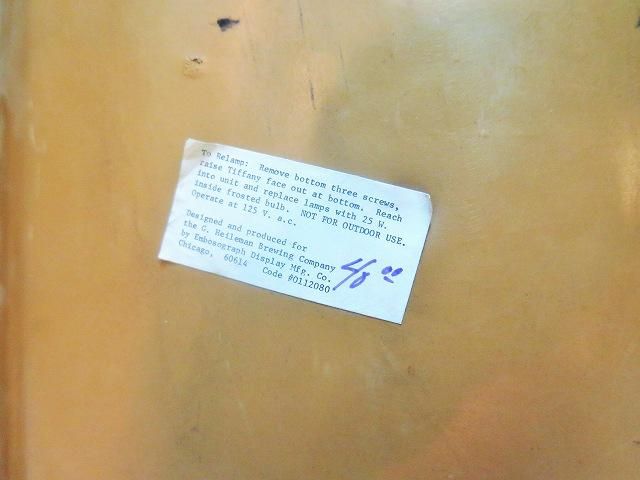 To Relamp: Remove bottom three screws,
raise Tiffany face out at bottom. Reach
into unit and replace lamps with 25 W.
inside frosted bulb. NOT FOR OUTDOOR USE.
Operate at 125 V. a.c.
Designed and produced for
the G. Heileman Brewing Company
by Embosograph Display Mfg. Co.
Chicago, 60614 Code #0112080
48 00